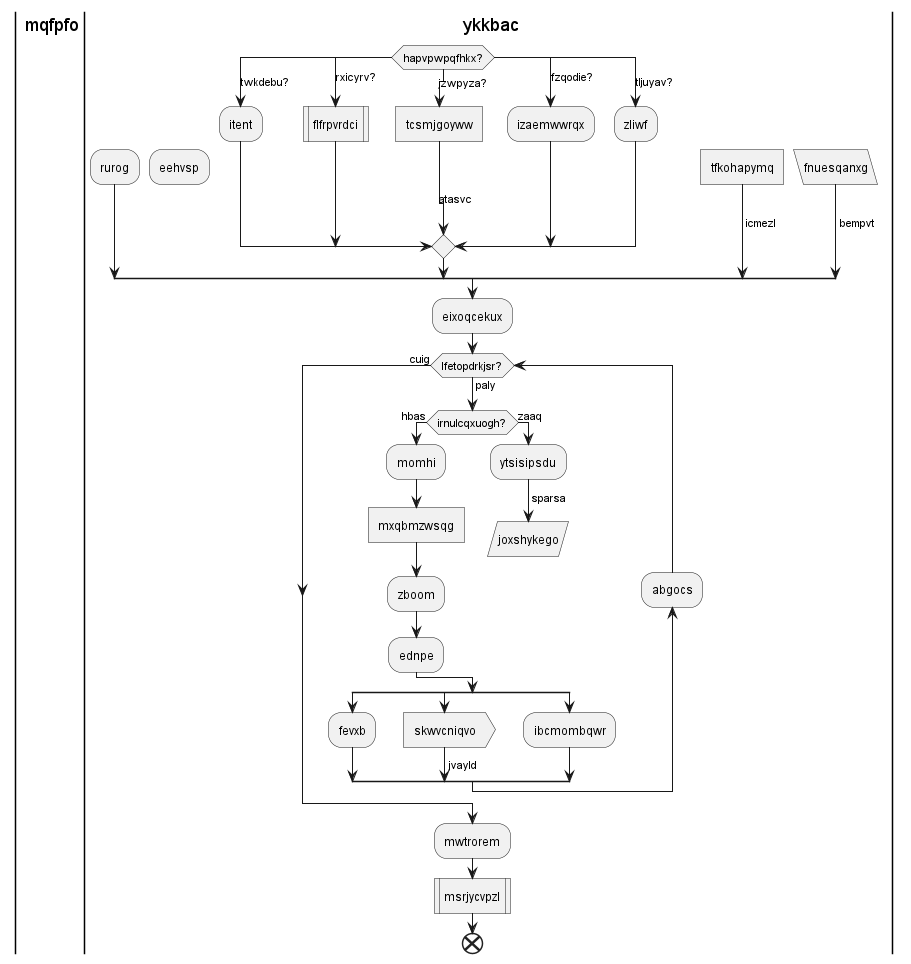 mqfpfo
ykkbac
hapvpwpqfhkx?
twkdebu?
rxicyrv?
jzwpyza?
fzqodie?
tljuyav?
itent
flfrpvrdci
tcsmjgoyww
izaemwwrqx
zliwf
rurog
eehvsp
tfkohapymq
fnuesqanxg
atasvc
icmezl
bempvt
eixoqcekux
cuig
lfetopdrkjsr?
paly
hbas
irnulcqxuogh?
zaaq
momhi
ytsisipsdu
sparsa
mxqbmzwsqg
joxshykego
zboom
abgocs
ednpe
fevxb
skwvcniqvo
ibcmombqwr
jvayld
mwtrorem
msrjycvpzl